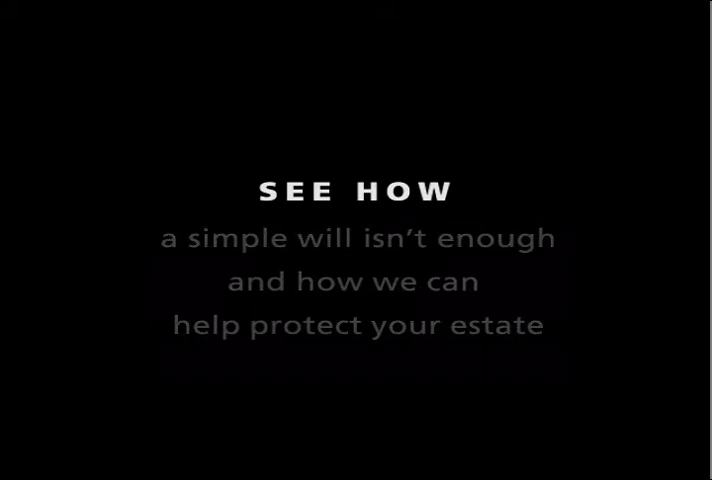 SEE HOW
a simple will isn't enough
and how we can
help protect your estate